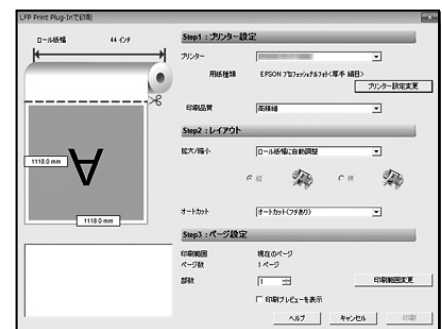 LFP Print Plug-Inで印刷
ロール紙幅 44 インチ
A
1118.0 mm
1118.0 mm
Step1 : プリンター設定
プリンター
用紙種類 EPSON プロフェッショナルフォト<厚手 絹目>
プリンター設定変更
印刷品質 高精細
Step2 : レイアウト
拡大/縮小 ロール紙幅に自動調整
縦 横
オートカット オートカット(フチあり)
Step3 : ページ設定
印刷範囲 現在のページ
ページ数 1 ページ
部数 1
印刷範囲変更
印刷プレビューを表示
ヘルプ キャンセル 印刷